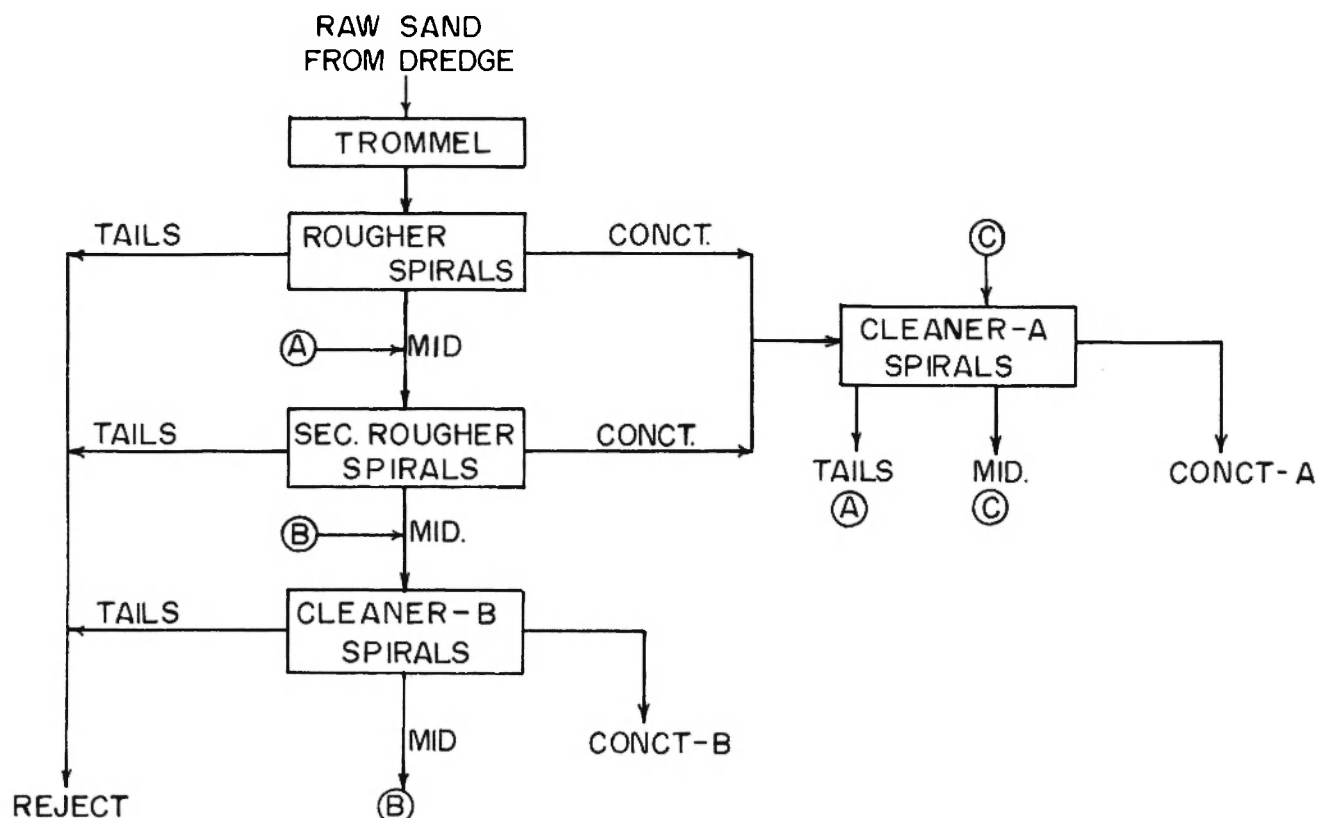 RAW SAND
FROM DREDGE
TROMMEL
TAILS
ROUGHER
SPIRALS
CONCT.
C
A
MID
CLEANER-A
SPIRALS
TAILS
SEC. ROUGHER
SPIRALS
CONCT.
TAILS
A
MID.
C
CONCT-A
B
MID.
TAILS
CLEANER-B
SPIRALS
MID
CONCT-B
REJECT
B